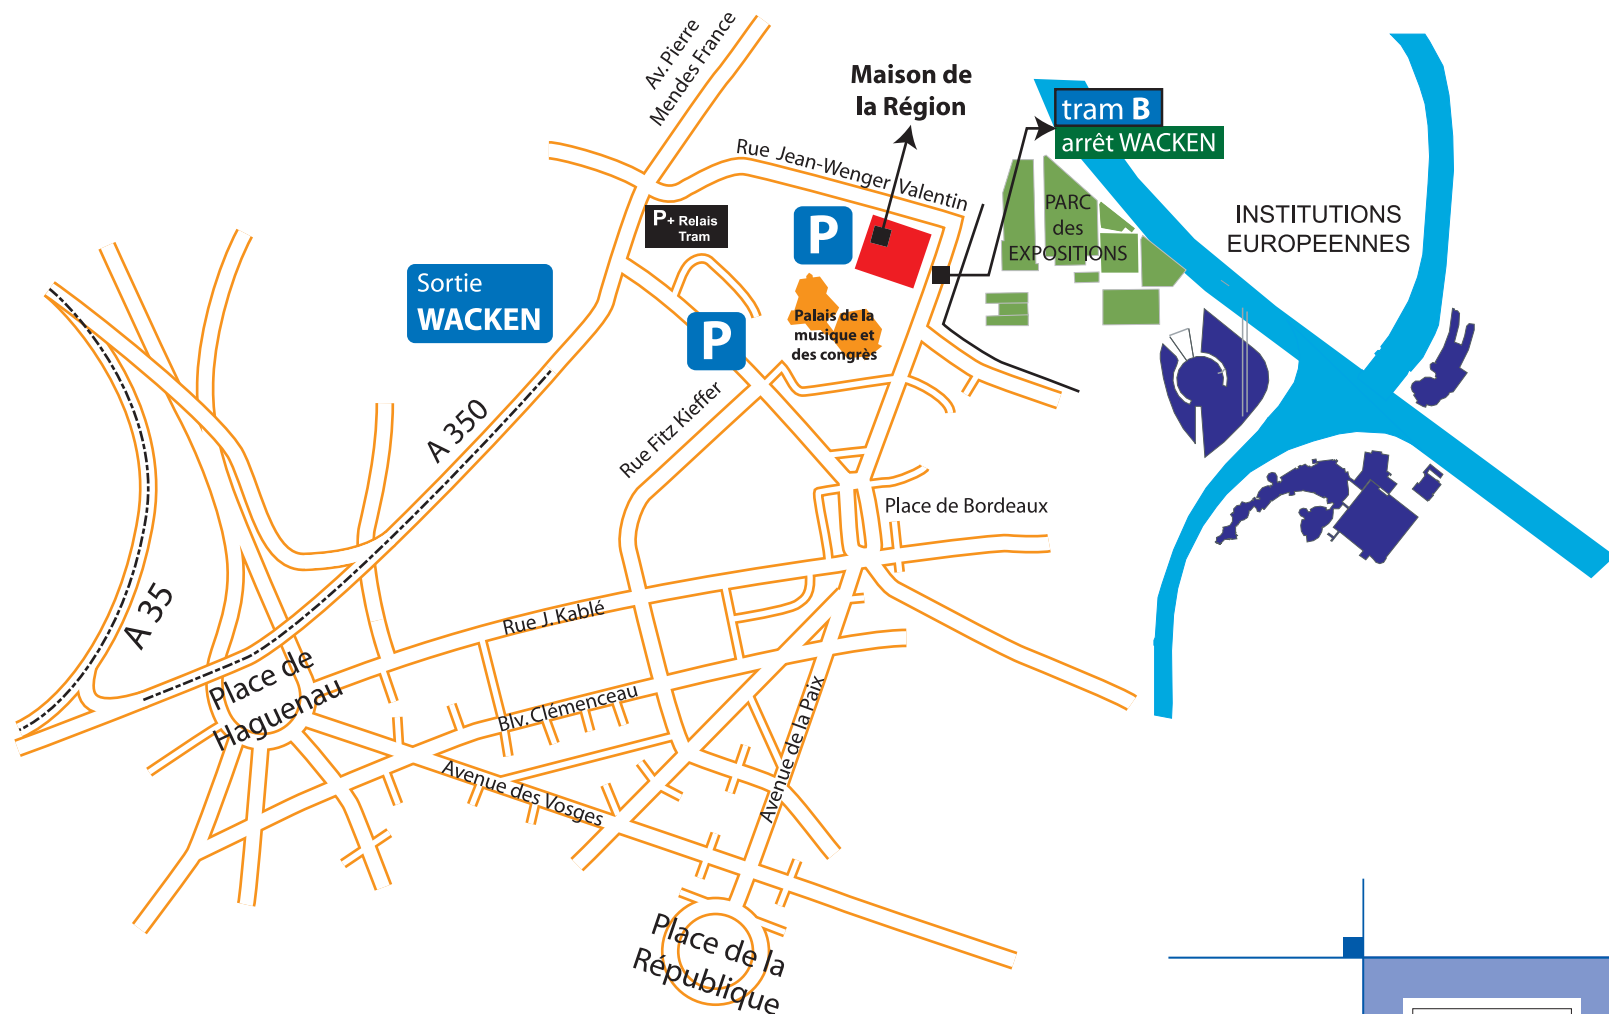 Av. Pierre
Mendes France
Maison de
la Région
tram B
arrêt WACKEN
Rue Jean-Wenger Valentin
P+ Relais
Tram
P
PARC
des
EXPOSITIONS
INSTITUTIONS
EUROPEENNES
Sortie
WACKEN
P
Palais de la
musique et
des congrès
A 350
Rue Fitz Kieffer
Place de Bordeaux
A 35
Rue J. Kablé
Place de
Haguenau
Blv. Clémenceau
Avenue de la Paix
Avenue des Vosges
Place de la
République